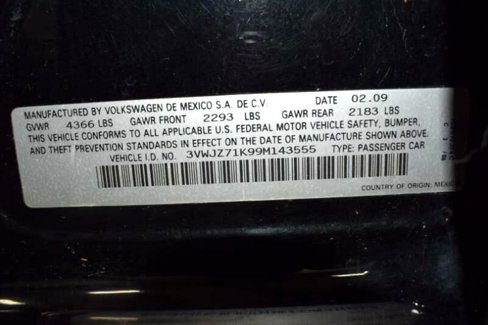 MANUFACTURED BY VOLKSWAGEN DE MEXICO S.A. DE C.V. DATE 02.09
GVWR 4366 LBS GAWR FRONT 2293 LBS GAWR REAR 2183 LBS
THIS VEHICLE CONFORMS TO ALL APPLICABLE U.S. FEDERAL MOTOR VEHICLE SAFETY, BUMPER,
AND THEFT PREVENTION STANDARDS IN EFFECT ON THE DATE OF MANUFACTURE SHOWN ABOVE.
VEHICLE I.D. NO. 3VWJZ71K99M143555 TYPE: PASSENGER CAR
COUNTRY OF ORIGIN: MEXICO